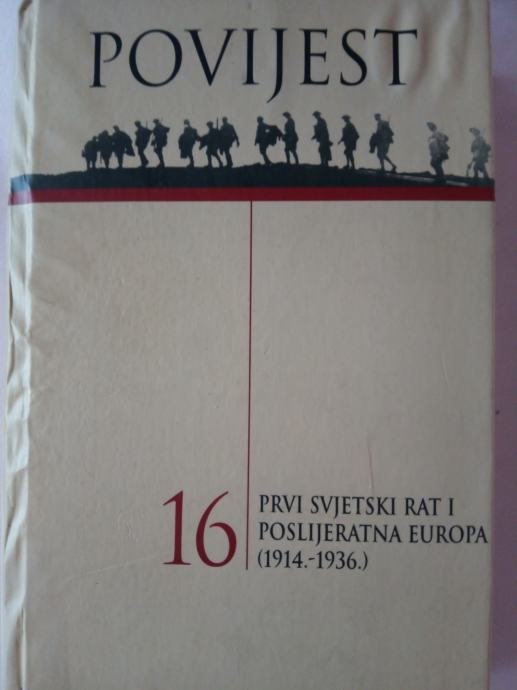 POVIJEST
16
PRVI SVJETSKI RAT I
POSLIJERATNA EUROPA
(1914.-1936.)